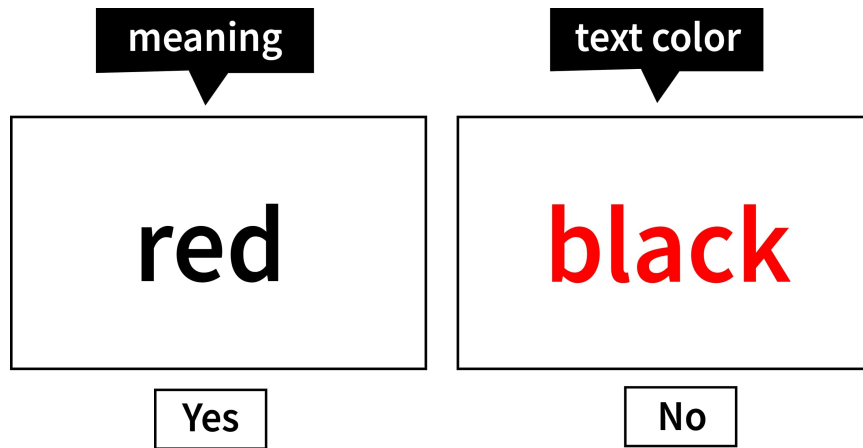 meaning
text color
red
black
Yes
No